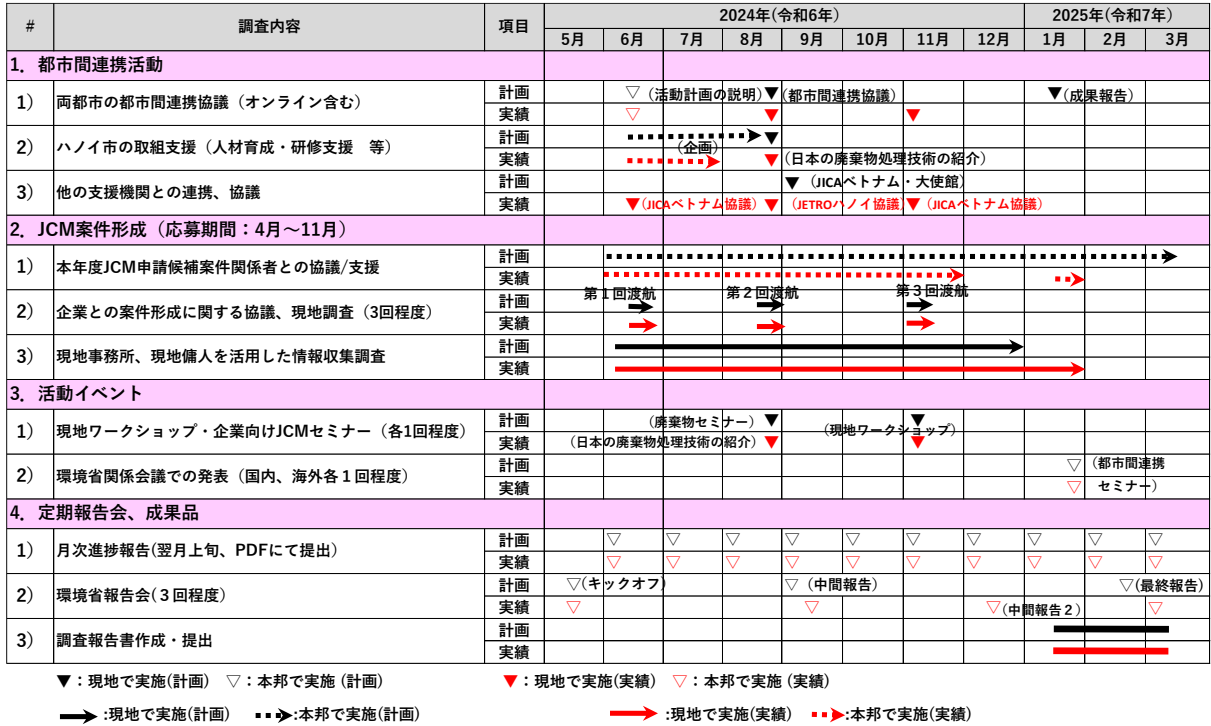 # 調査内容 項目 2024年(令和6年) 2025年(令和7年)
5月 6月 7月 8月 9月 10月 11月 12月 1月 2月 3月
1．都市間連携活動
1） 両都市の都市間連携協議（オンライン含む） 計画 ▽（活動計画の説明）▼(都市間連携協議） ▼(成果報告）
実績 ▽ ▼ ▼
2） ハノイ市の取組支援（人材育成・研修支援　等） 計画 ▼
（企画）
実績 ▼(日本の廃棄物処理技術の紹介）
3） 他の支援機関との連携、協議 計画 ▼（JICAベトナム・大使館）
実績 ▼(JICAベトナム協議）▼（JETROハノイ協議）▼（JICAベトナム協議）
2．JCM案件形成（応募期間：4月～11月）
1） 本年度JCM申請候補案件関係者との協議/支援 計画
実績
第１回渡航 第２回渡航 第３回渡航
2） 企業との案件形成に関する協議、現地調査（3回程度） 計画
実績
3） 現地事務所、現地傭人を活用した情報収集調査 計画
実績
3．活動イベント
1） 現地ワークショップ・企業向けJCMセミナー（各1回程度） 計画 （廃棄物セミナー）▼ ▼
（現地ワークショップ）
実績 (日本の廃棄物処理技術の紹介）▼ ▼
2） 環境省関係会議での発表（国内、海外各１回程度） 計画 ▽（都市間連携
実績 ▽ セミナー）
4．定期報告会、成果品
1） 月次進捗報告(翌月上旬、PDFにて提出） 計画 ▽ ▽ ▽ ▽ ▽ ▽ ▽ ▽ ▽ ▽
実績 ▽ ▽ ▽ ▽ ▽ ▽ ▽ ▽ ▽ ▽
2） 環境省報告会(３回程度） 計画 ▽(キックオフ） ▽（中間報告） ▽(最終報告)
実績 ▽ ▽ ▽(中間報告２） ▽
3） 調査報告書作成・提出 計画
実績
▼：現地で実施(計画) ▽：本邦で実施 (計画) ▼：現地で実施(実績) ▽：本邦で実施 (実績)
:現地で実施(計画) :本邦で実施(計画) :現地で実施(実績) :本邦で実施(実績)